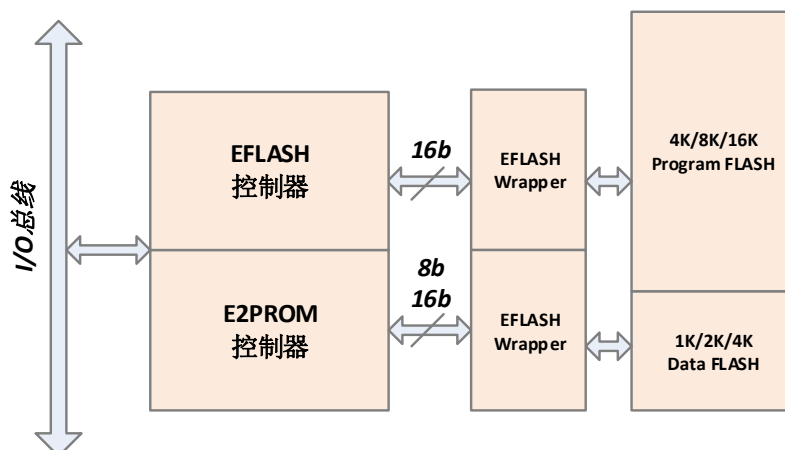 I/O总线
EFLASH
控制器
16b
EFLASH
Wrapper
4K/8K/16K
Program FLASH
E2PROM
控制器
8b
16b
EFLASH
Wrapper
1K/2K/4K
Data FLASH